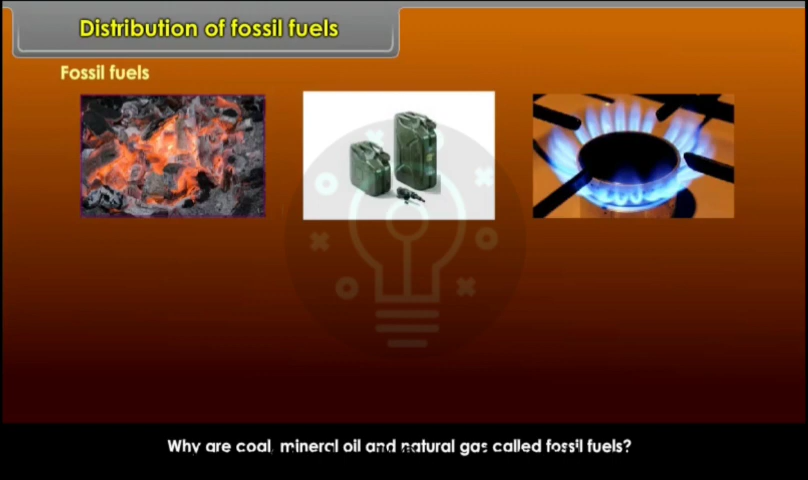 Distribution of fossil fuels
Fossil fuels
Why are coal, mineral oil and natural gas called fossil fuels?